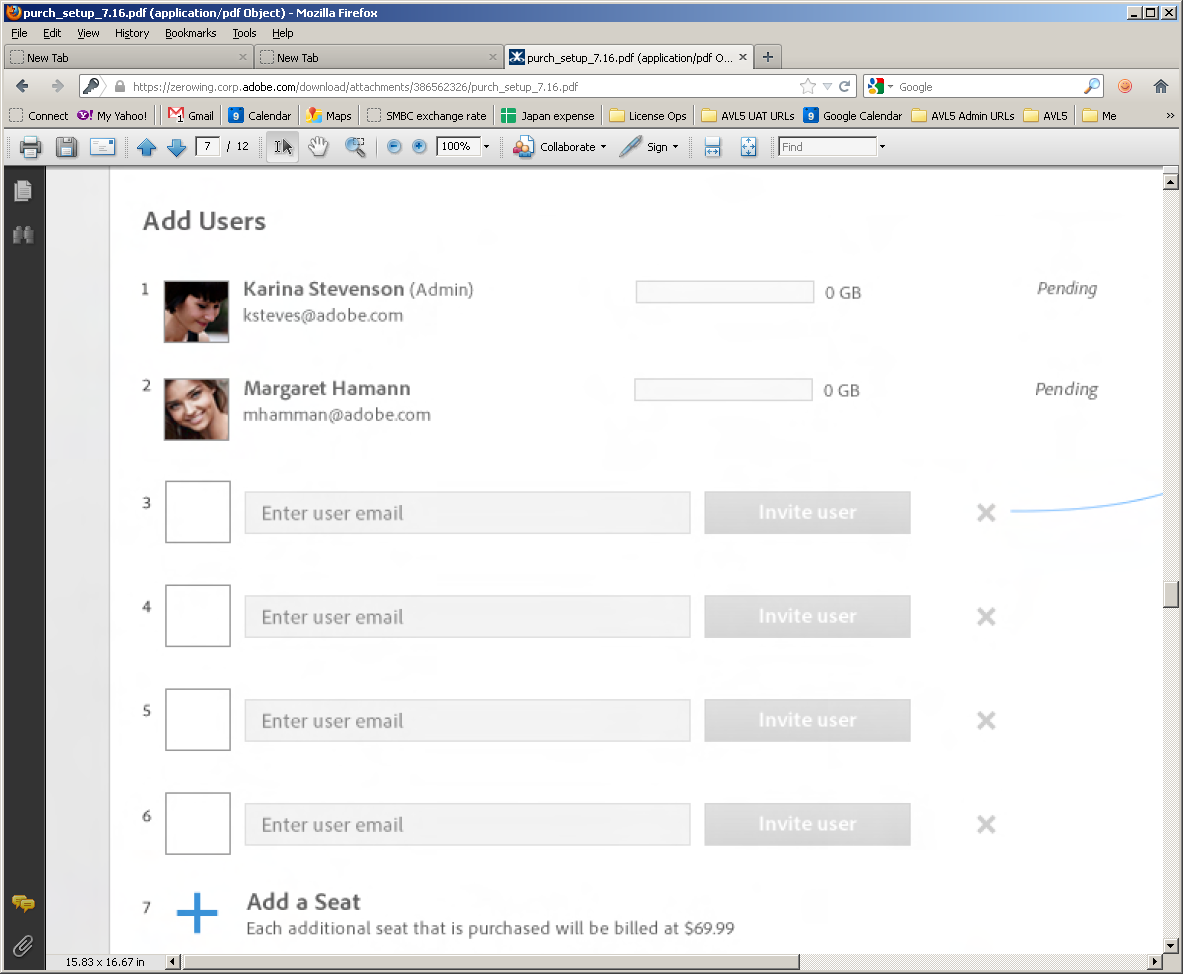 purch_setup_7.16.pdf (application/pdf Object) - Mozilla Firefox
File Edit View History Bookmarks Tools Help
New Tab New Tab purch_setup_7.16.pdf (application/pdf O...
https://zerowing.corp.adobe.com/download/attachments/386562326/purch_setup_7.16.pdf Google
Connect My Yahoo! Gmail 9 Calendar Maps SMBC exchange rate Japan expense License Ops AVL5 UAT URLs 9 Google Calendar AVL5 Admin URLs AVL5 Me »
7 / 12 100% Collaborate Sign Find
Add Users
1 Karina Stevenson (Admin) 0 GB Pending
ksteves@adobe.com
2 Margaret Hamann 0 GB Pending
mhamman@adobe.com
3 Enter user email Invite user
4 Enter user email Invite user
5 Enter user email Invite user
6 Enter user email Invite user
7 Add a Seat
Each additional seat that is purchased will be billed at $69.99
15.83 x 16.67 in